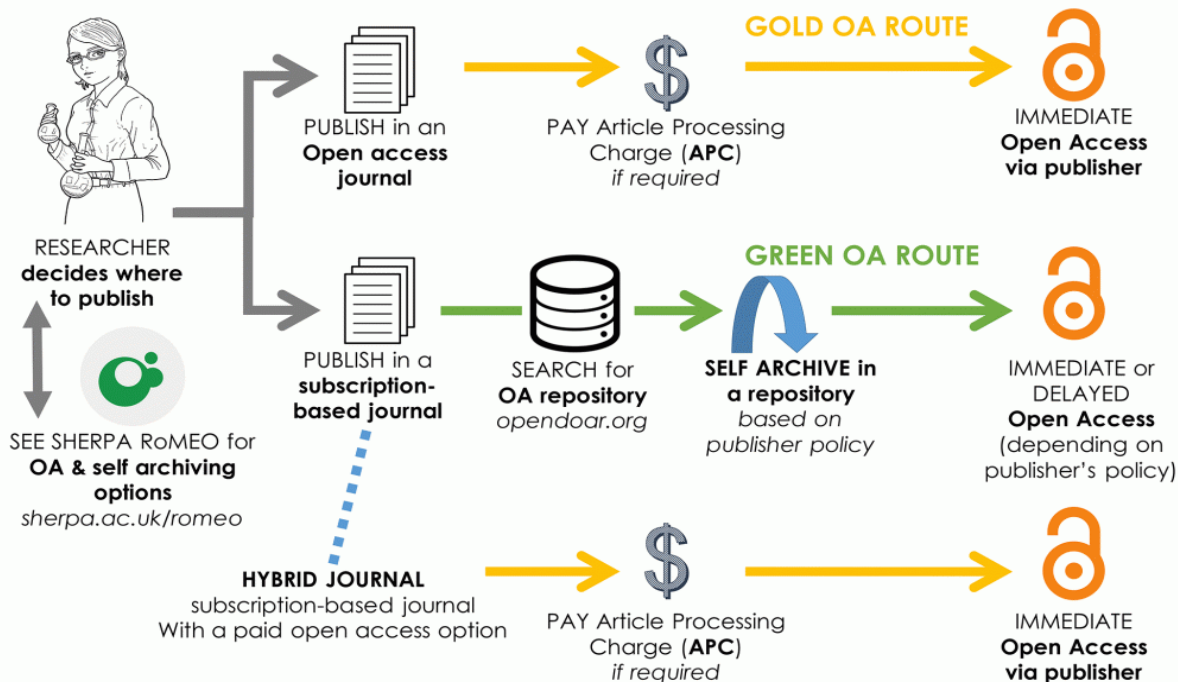 GOLD OA ROUTE
PUBLISH in an
Open access
journal
PAY Article Processing
Charge (APC)
if required
IMMEDIATE
Open Access
via publisher
RESEARCHER
decides where
to publish
GREEN OA ROUTE
PUBLISH in a
subscription-
based journal
SEARCH for
OA repository
opendoar.org
SELF ARCHIVE in
a repository
based on
publisher policy
IMMEDIATE or
DELAYED
Open Access
(depending on
publisher's policy)
SEE SHERPA RoMEO for
OA & self archiving
options
sherpa.ac.uk/romeo
HYBRID JOURNAL
subscription-based journal
With a paid open access option
PAY Article Processing
Charge (APC)
if required
IMMEDIATE
Open Access
via publisher